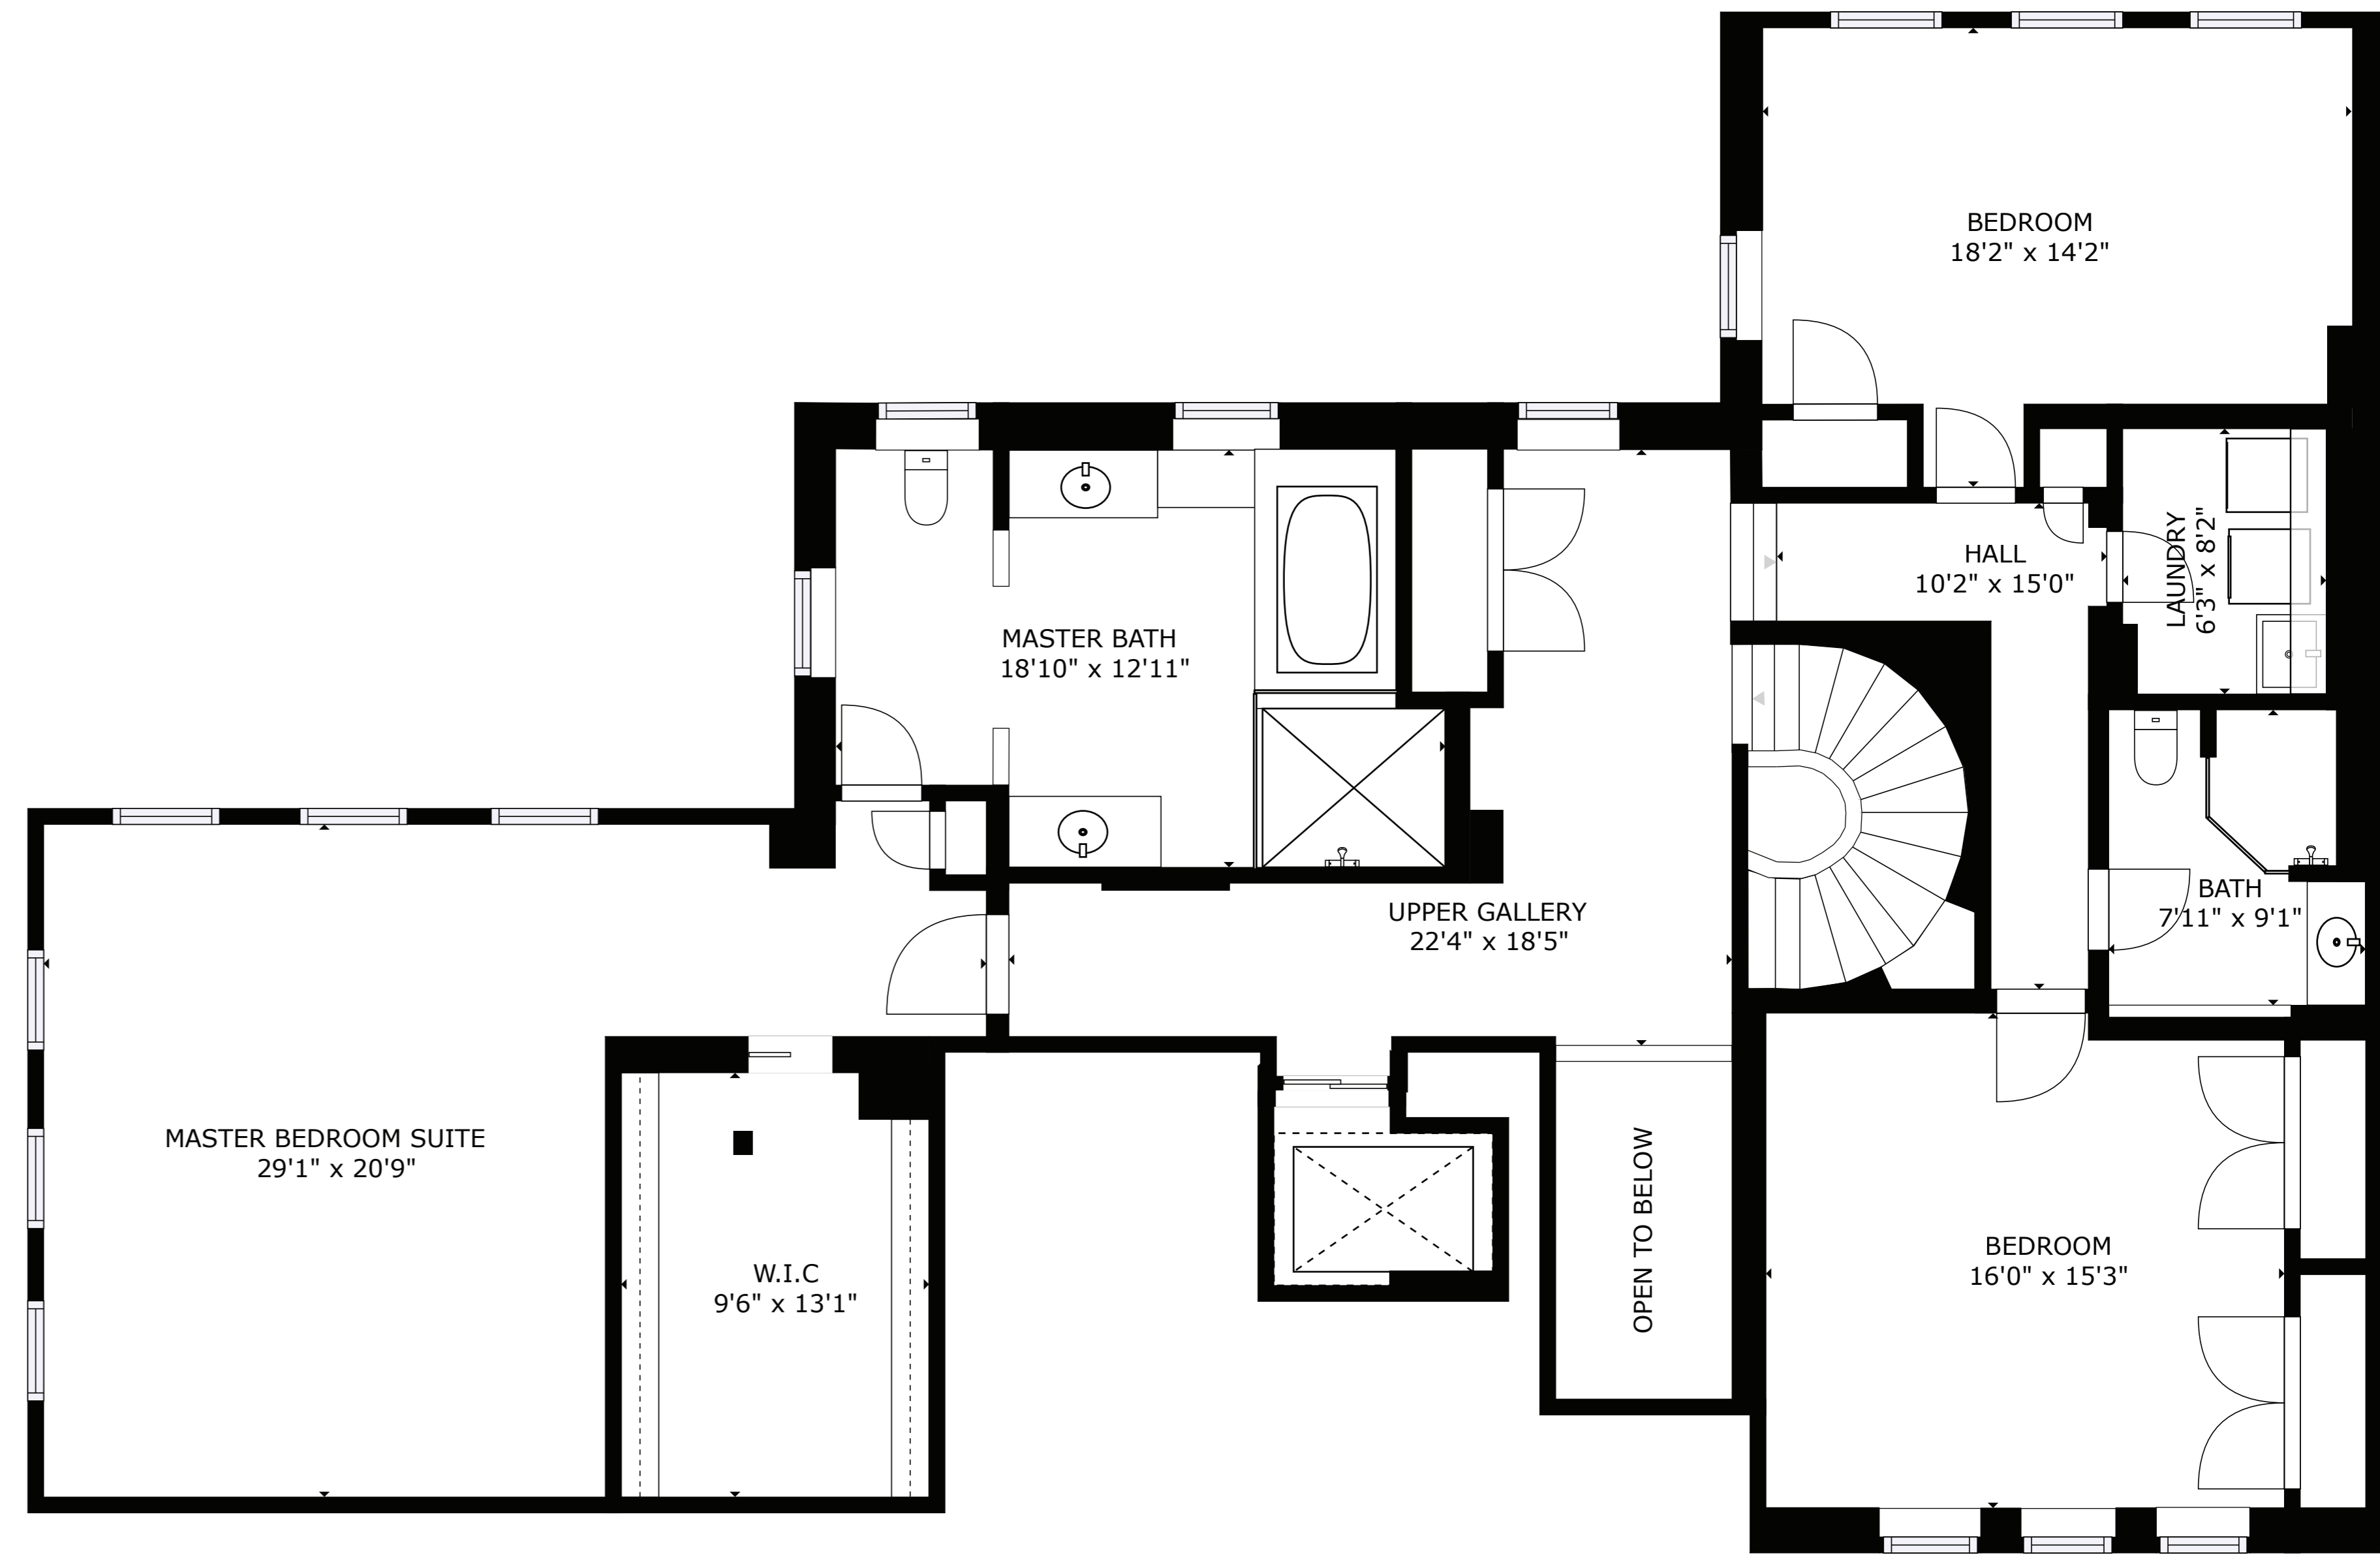 BEDROOM
18'2" x 14'2"
HALL
10'2" x 15'0"
LAUNDRY
6'3" x 8'2"
MASTER BATH
18'10" x 12'11"
BATH
7'11" x 9'1"
UPPER GALLERY
22'4" x 18'5"
MASTER BEDROOM SUITE
29'1" x 20'9"
W.I.C
9'6" x 13'1"
OPEN TO BELOW
BEDROOM
16'0" x 15'3"